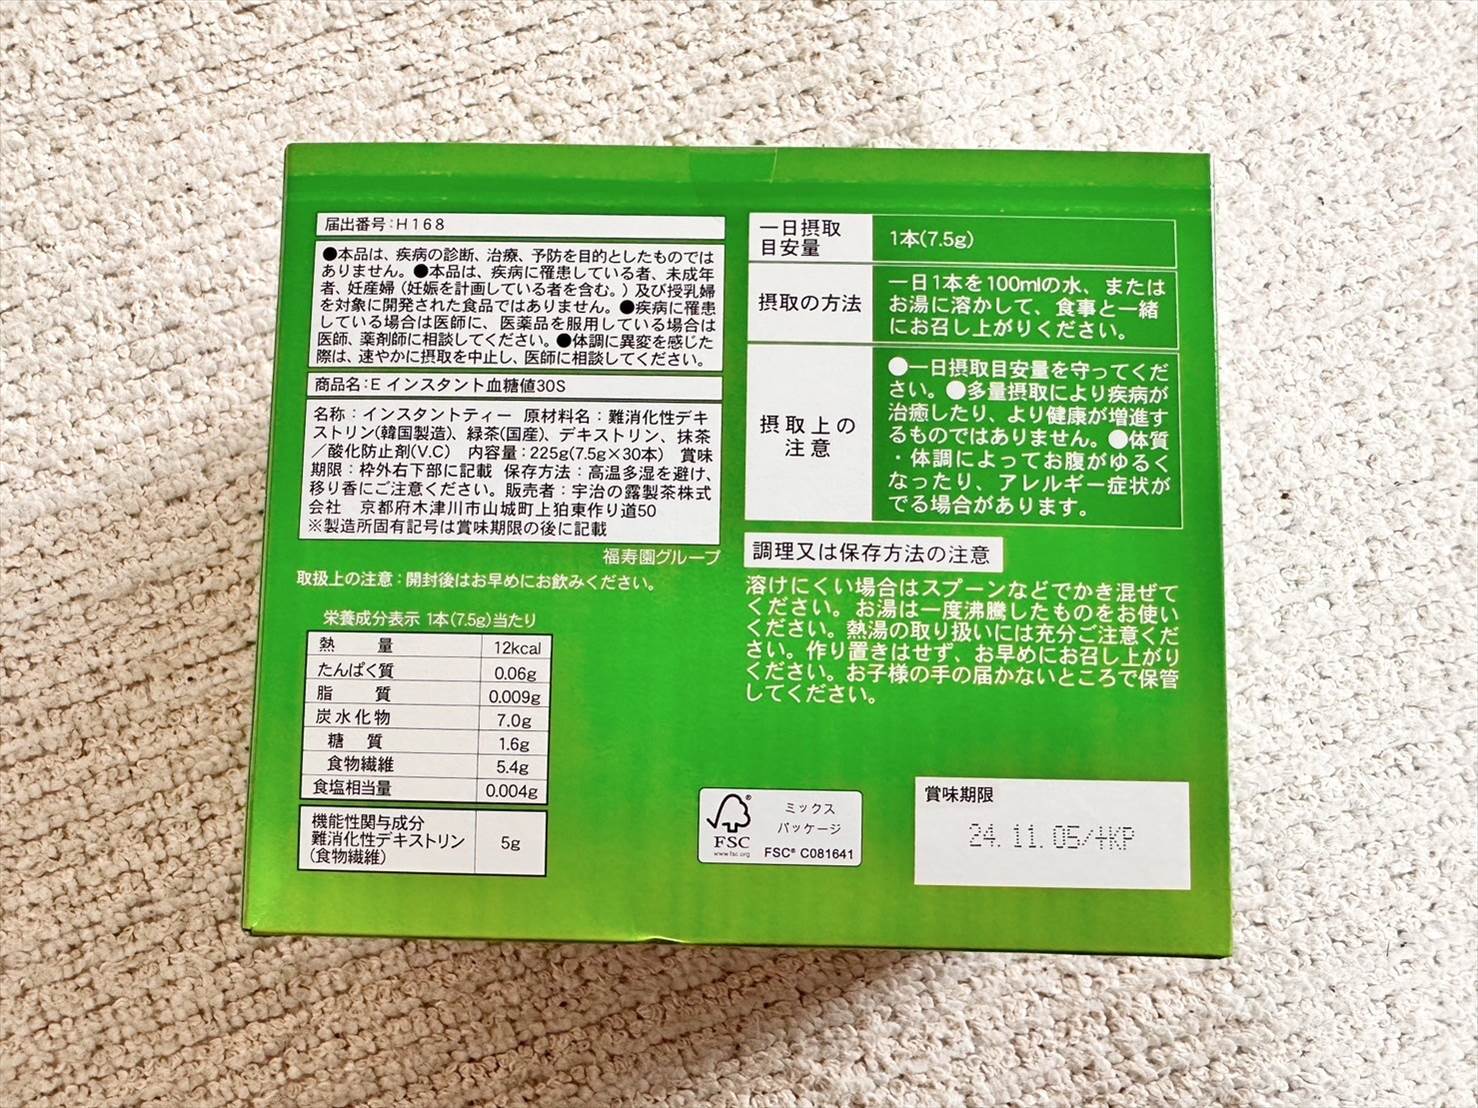 届出番号:H168
●本品は、疾病の診断、治療、予防を目的としたものでは
ありません。●本品は、疾病に罹患している者、未成年
者、妊産婦(妊娠を計画している者を含む。)及び授乳婦
を対象に開発された食品ではありません。●疾病に罹患
している場合は医師に、医薬品を服用している場合は
医師、薬剤師に相談してください。●体調に異変を感じた
際は、速やかに摂取を中止し、医師に相談してください。
商品名:E インスタント血糖値30S
名称:インスタントティー 原材料名:難消化性デキ
ストリン(韓国製造)、緑茶(国産)、デキストリン、抹茶
/酸化防止剤(V.C) 内容量:225g(7.5g×30本) 賞味
期限:枠外右下部に記載 保存方法:高温多湿を避け、
移り香にご注意ください。販売者:宇治の露製茶株式
会社 京都府木津川市山城町上狛東作り道50
※製造所固有記号は賞味期限の後に記載
福寿園グループ
取扱上の注意:開封後はお早めにお飲みください。
栄養成分表示 1本(7.5g)当たり
熱量 12kcal
たんぱく質 0.06g
脂質 0.009g
炭水化物 7.0g
糖質 1.6g
食物繊維 5.4g
食塩相当量 0.004g
機能性関与成分
難消化性デキストリン 5g
(食物繊維)
一日摂取
目安量
1本(7.5g)
摂取の方法
一日1本を100mlの水、または
お湯に溶かして、食事と一緒
にお召し上がりください。
摂取上の
注意
●一日摂取目安量を守ってくだ
さい。●多量摂取により疾病が
治癒したり、より健康が増進す
るものではありません。●体質
・体調によってお腹がゆるく
なったり、アレルギー症状が
でる場合があります。
調理又は保存方法の注意
溶けにくい場合はスプーンなどでかき混ぜて
ください。お湯は一度沸騰したものをお使い
ください。熱湯の取り扱いには充分ご注意くだ
さい。作り置きはせず、お早めにお召し上がり
ください。お子様の手の届かないところで保管
してください。
FSC
www.fsc.org
ミックス
パッケージ
FSC® C081641
賞味期限
24.11.05/4KP